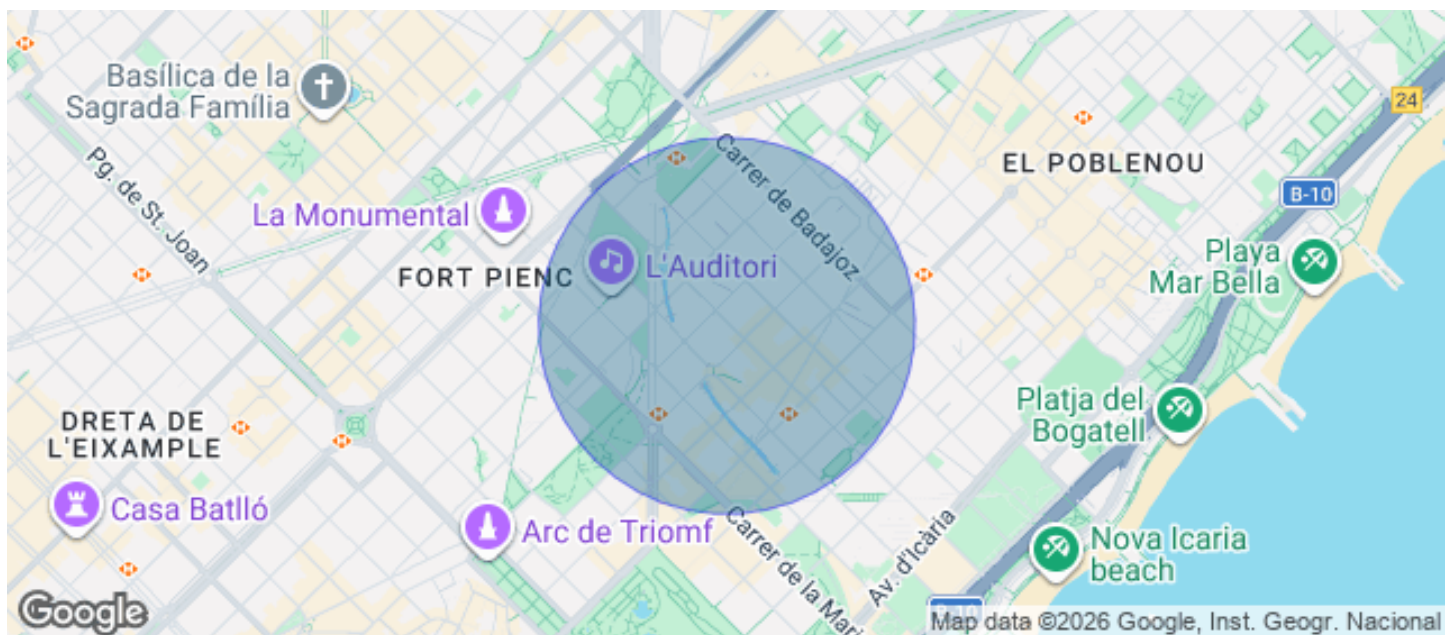 Basílica de la
Sagrada Família
24
Carrer de Badajoz
EL POBLENOU
Pg. de St. Joan
B-10
La Monumental
Playa
Mar Bella
FORT PIENC
L'Auditori
Platja del
Bogatell
DRETA DE
L'EIXAMPLE
Casa Batlló
Arc de Triomf
Carrer de la Mari
Av. d'Icària
Nova Icaria
beach
B-10
Google
Map data ©2026 Google, Inst. Geogr. Nacional